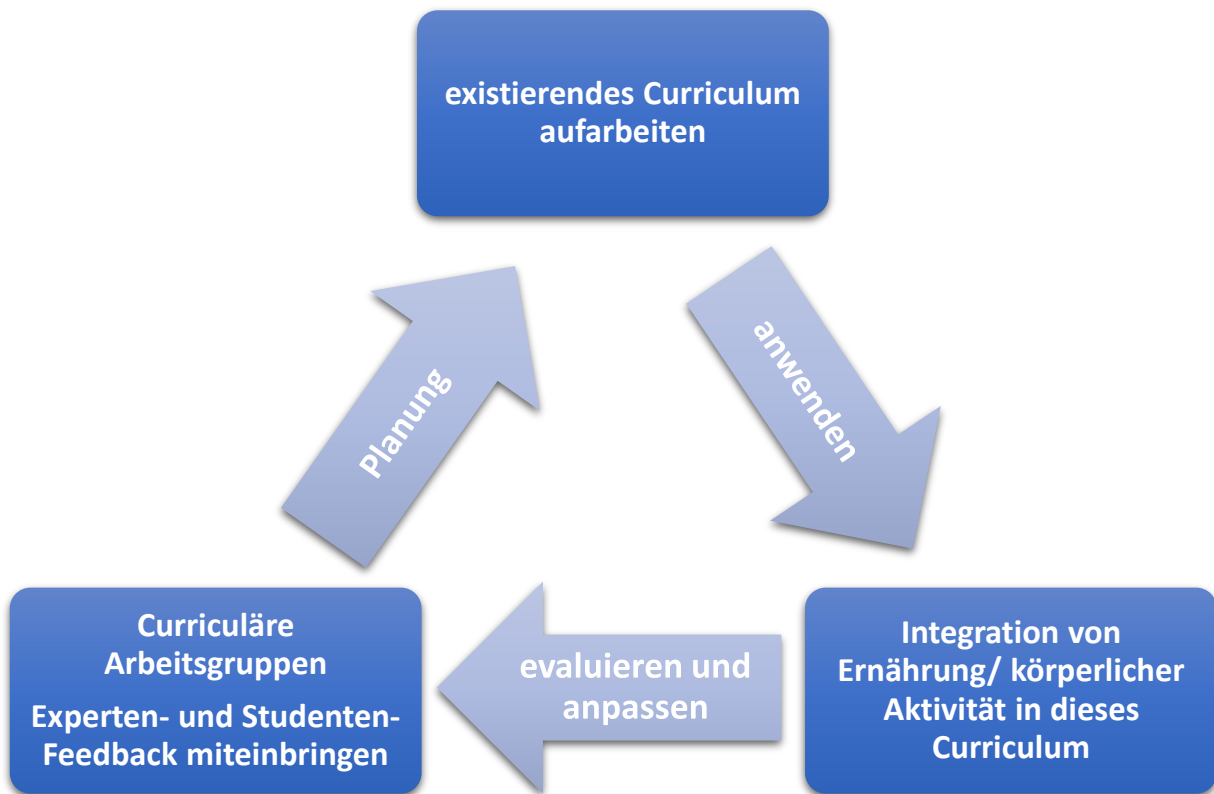 existierendes Curriculum
aufarbeiten
anwenden
Planung
Curriculäre
Arbeitsgruppen
Experten- und Studenten-
Feedback miteinbringen
evaluieren und
anpassen
Integration von
Ernährung/ körperlicher
Aktivität in dieses
Curriculum